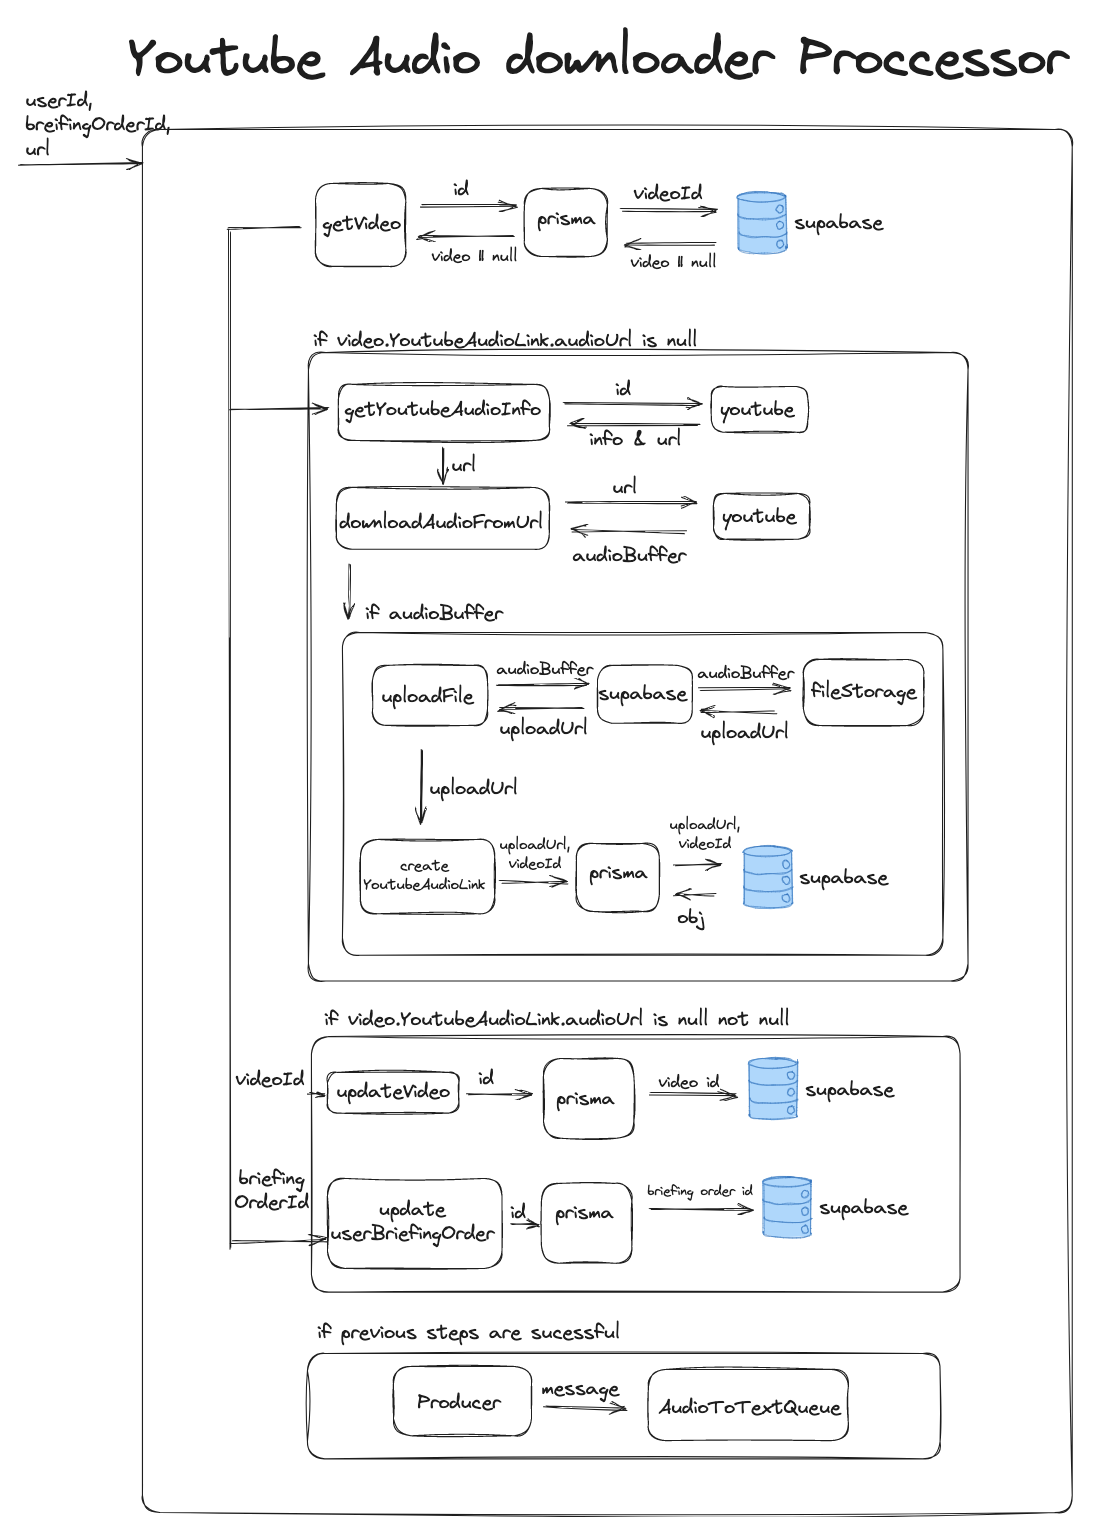 Youtube Audio downloader Proccessor
userId,
breifingOrderId,
url
getVideo
id
video || null
prisma
videoId
video || null
supabase
if video.YoutubeAudioLink.audioUrl is null
getYoutubeAudioInfo
id
info & url
youtube
url
downloadAudioFromUrl
url
audioBuffer
youtube
if audioBuffer
uploadFile
audioBuffer
uploadUrl
supabase
audioBuffer
uploadUrl
fileStorage
uploadUrl
create
YoutubeAudioLink
uploadUrl,
videoId
prisma
uploadUrl,
videoId
obj
supabase
if video.YoutubeAudioLink.audioUrl is null not null
videoId
updateVideo
id
prisma
video id
supabase
briefing
OrderId
update
userBriefingOrder
id
prisma
briefing order id
supabase
if previous steps are sucessful
Producer
message
AudioToTextQueue